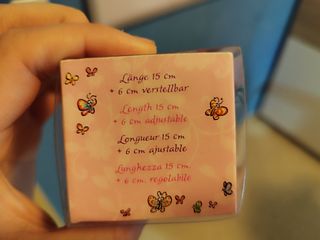 Länge 15 cm
+ 6 cm verstellbar
Length 15 cm
+ 6 cm adjustable
Longueur 15 cm
+ 6 cm ajustable
Lunghezza 15 cm.
+ 6 cm. regolabile